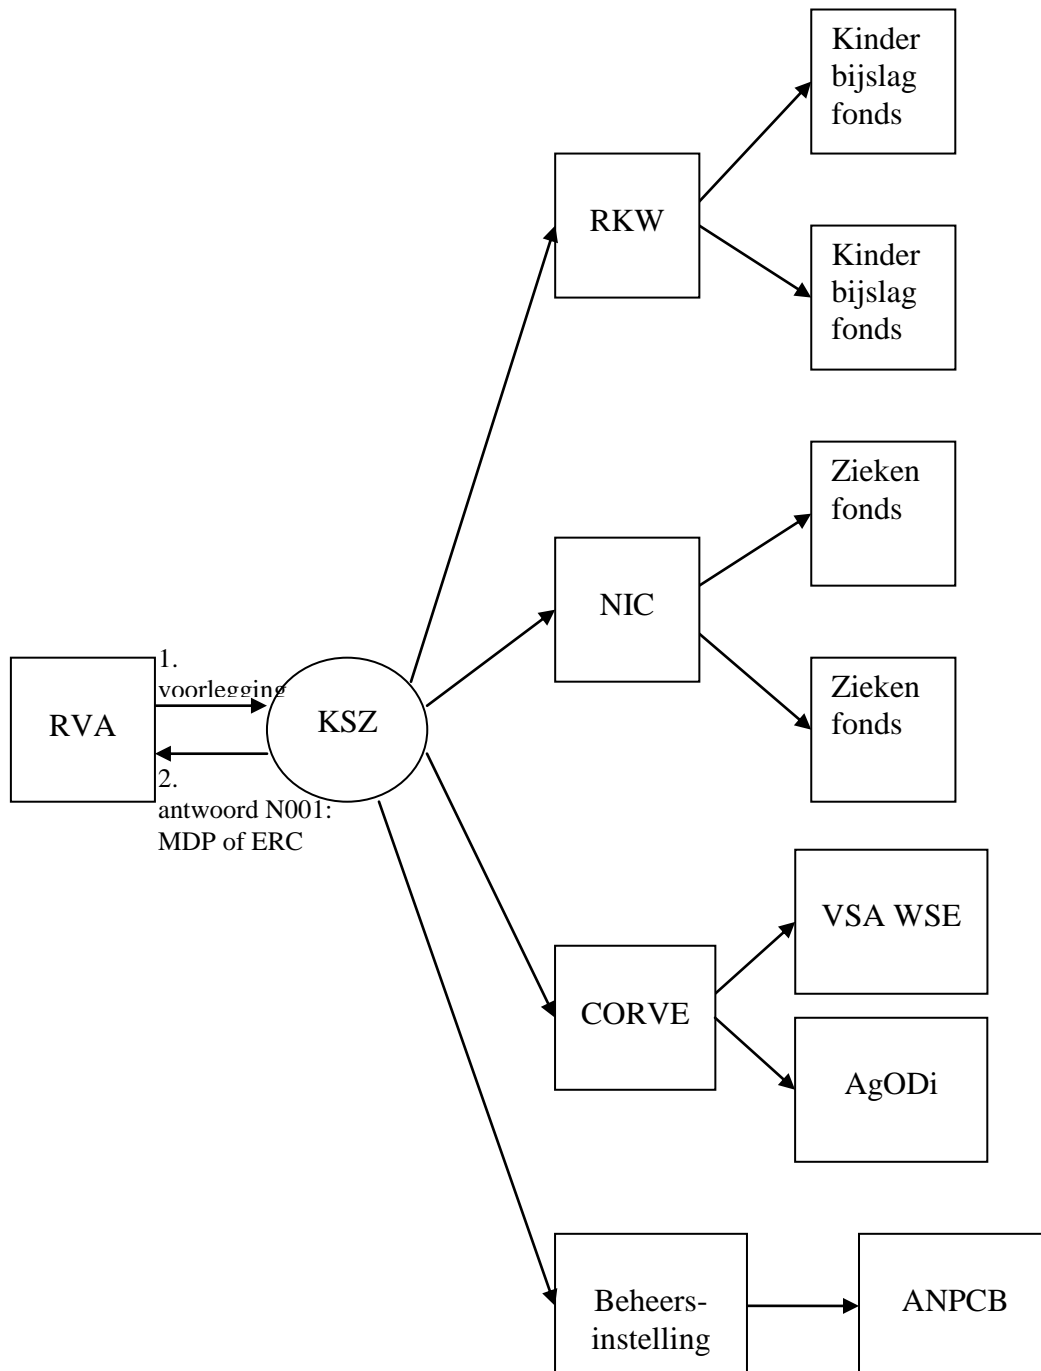 Kinder
bijslag
fonds
RKW
Kinder
bijslag
fonds
Zieken
fonds
NIC
Zieken
fonds
1.
voorlegging
RVA
KSZ
2.
antwoord N001:
MDP of ERC
VSA WSE
CORVE
AgODi
Beheers-
instelling
ANPCB